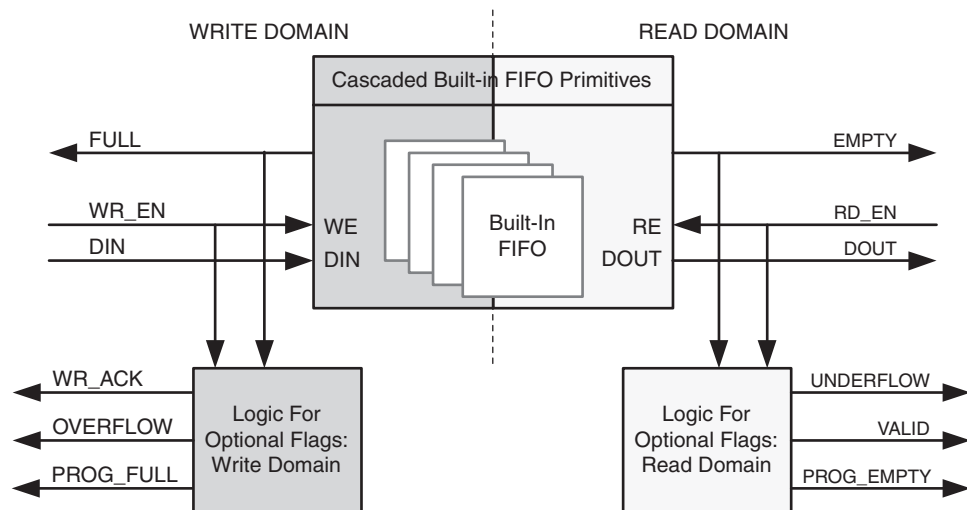 WRITE DOMAIN
READ DOMAIN
Cascaded Built-in FIFO Primitives
FULL
EMPTY
WR_EN
WE
Built-In
FIFO
RE
RD_EN
DIN
DIN
DOUT
DOUT
WR_ACK
OVERFLOW
PROG_FULL
Logic For
Optional Flags:
Write Domain
Logic For
Optional Flags:
Read Domain
UNDERFLOW
VALID
PROG_EMPTY